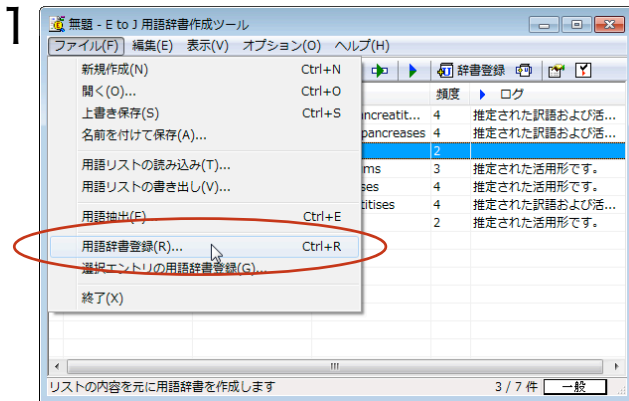 1
無題 - E to J 用語辞書作成ツール
ファイル(F) 編集(E) 表示(V) オプション(O) ヘルプ(H)
新規作成(N) Ctrl+N
開く(O)... Ctrl+O
上書き保存(S) Ctrl+S
名前を付けて保存(A)...
用語リストの読み込み(T)...
用語リストの書き出し(V)...
用語抽出(E)... Ctrl+E
用語辞書登録(R)... Ctrl+R
選択エントリの用語辞書登録(G)...
終了(X)
辞書登録
頻度 ログ
ncreatit... 4 推定された訳語および活...
pancreases 4 推定された訳語および活...
2
ms 3 推定された活用形です。
ses 4 推定された活用形です。
titises 4 推定された訳語および活...
2 推定された活用形です。
リストの内容を元に用語辞書を作成します 3 / 7 件 一般